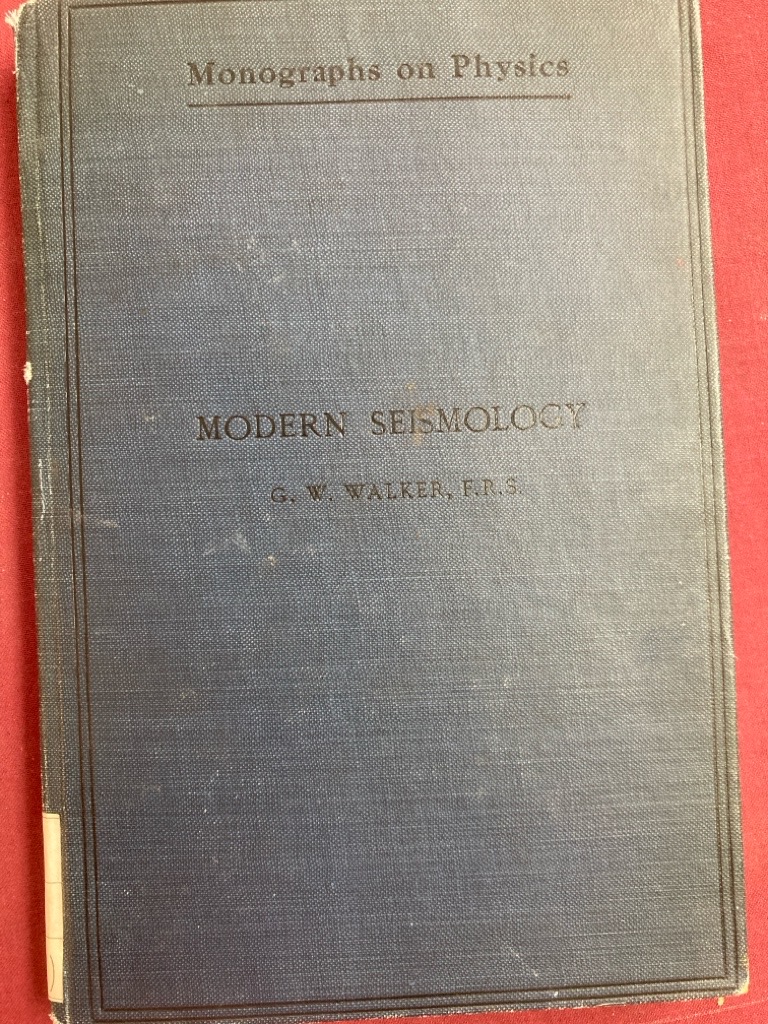 Monographs on Physics
MODERN SEISMOLOGY
G. W. WALKER, F.R.S.